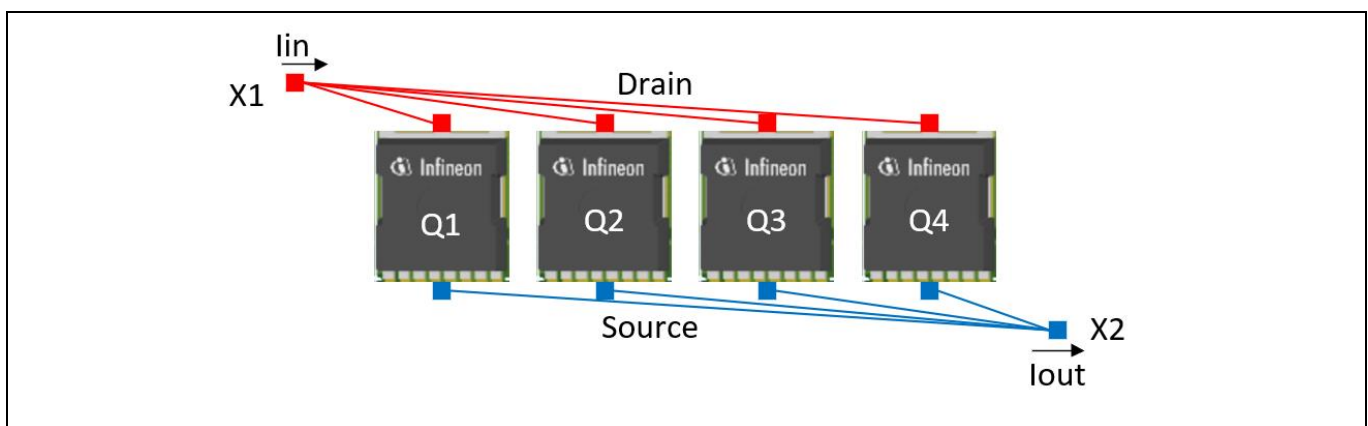 Iin
X1
Drain
Infineon Infineon Infineon Infineon
Q1 Q2 Q3 Q4
Source
X2
Iout